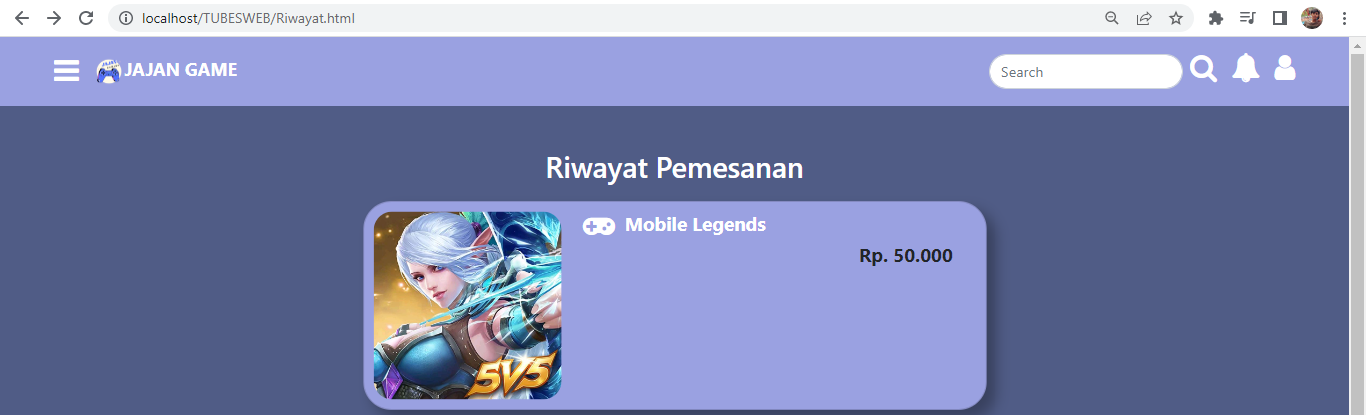 localhost/TUBESWEB/Riwayat.html
JAJAN GAME
Search
Riwayat Pemesanan
Mobile Legends
Rp. 50.000
5V5